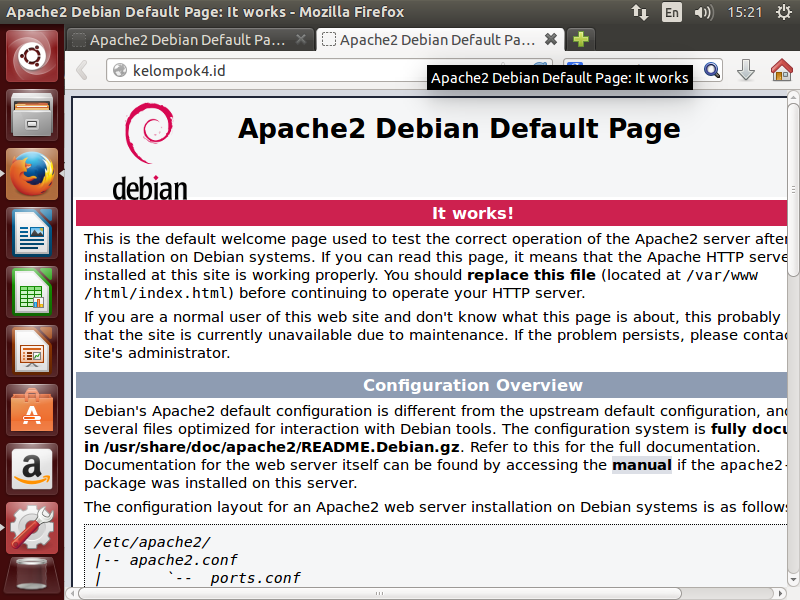 Apache2 Debian Default Page: It works - Mozilla Firefox
En
15:21
Apache2 Debian Default Pa...
Apache2 Debian Default Pa...
kelompok4.id
Apache2 Debian Default Page: It works
debian
Apache2 Debian Default Page
It works!
This is the default welcome page used to test the correct operation of the Apache2 server after
installation on Debian systems. If you can read this page, it means that the Apache HTTP serve
installed at this site is working properly. You should replace this file (located at /var/www
/html/index.html) before continuing to operate your HTTP server.
If you are a normal user of this web site and don't know what this page is about, this probably
that the site is currently unavailable due to maintenance. If the problem persists, please contac
site's administrator.
Configuration Overview
Debian's Apache2 default configuration is different from the upstream default configuration, and
several files optimized for interaction with Debian tools. The configuration system is fully docu
in /usr/share/doc/apache2/README.Debian.gz. Refer to this for the full documentation.
Documentation for the web server itself can be found by accessing the manual if the apache2-
package was installed on this server.
The configuration layout for an Apache2 web server installation on Debian systems is as follows
/etc/apache2/
|-- apache2.conf
|       `--  ports.conf